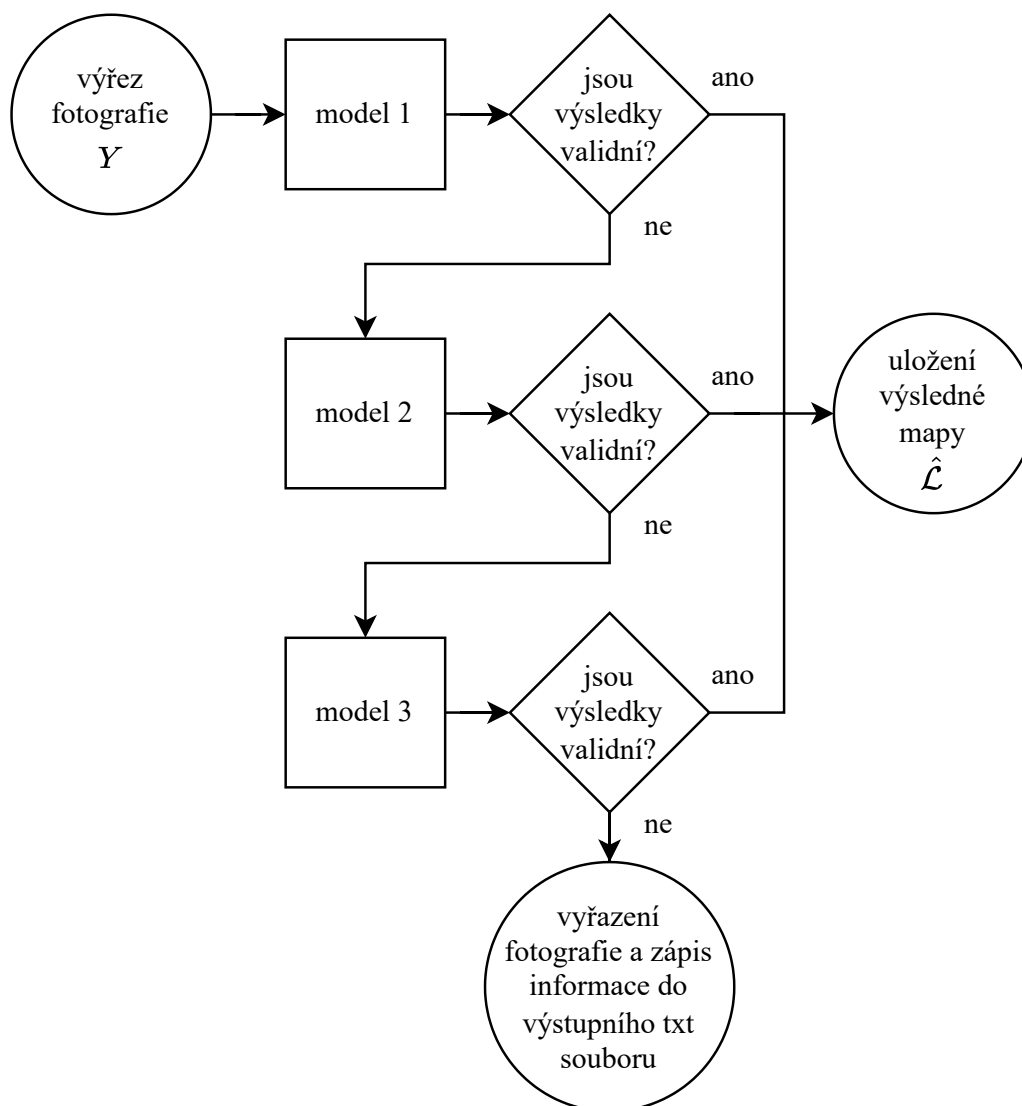 výřez
fotografie
Y
model 1
jsou
výsledky
validní?
ano
ne
model 2
jsou
výsledky
validní?
ano
uložení
výsledné
mapy
ℒ̂
ne
model 3
jsou
výsledky
validní?
ano
ne
vyřazení
fotografie a zápis
informace do
výstupního txt
souboru